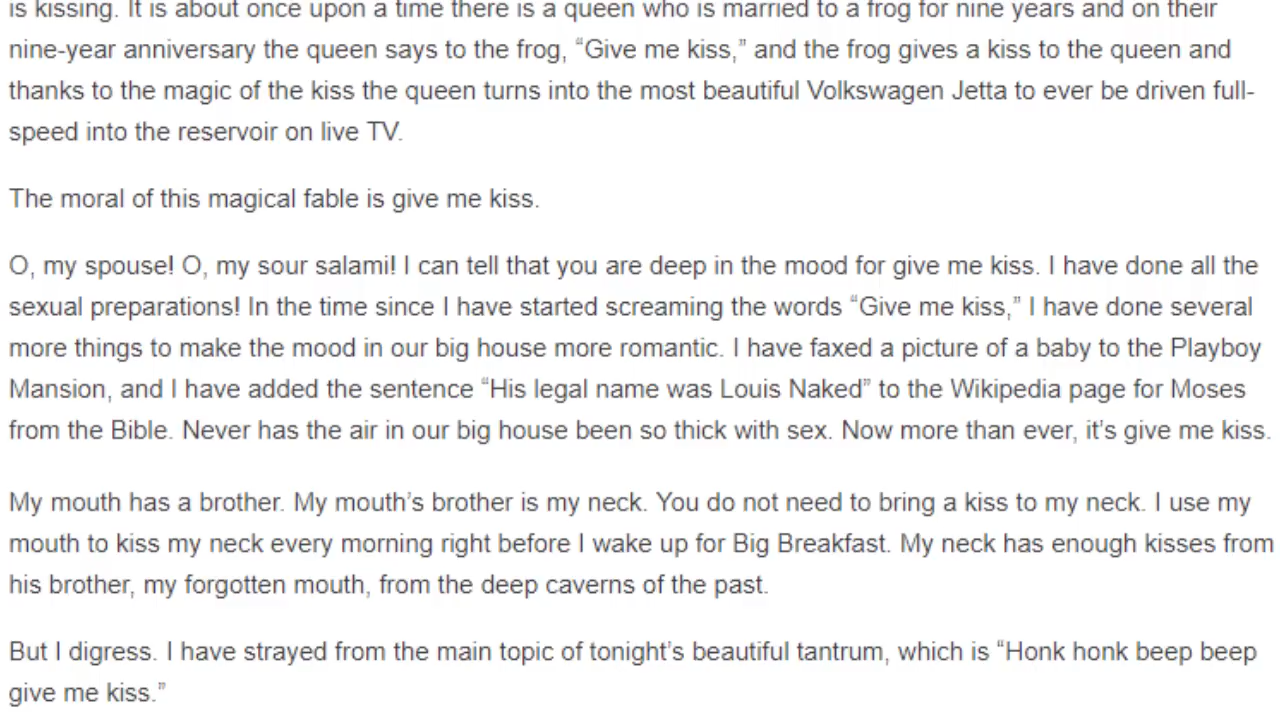 is kissing. It is about once upon a time there is a queen who is married to a frog for nine years and on their
nine-year anniversary the queen says to the frog, “Give me kiss,” and the frog gives a kiss to the queen and
thanks to the magic of the kiss the queen turns into the most beautiful Volkswagen Jetta to ever be driven full-
speed into the reservoir on live TV.
The moral of this magical fable is give me kiss.
O, my spouse! O, my sour salami! I can tell that you are deep in the mood for give me kiss. I have done all the
sexual preparations! In the time since I have started screaming the words “Give me kiss,” I have done several
more things to make the mood in our big house more romantic. I have faxed a picture of a baby to the Playboy
Mansion, and I have added the sentence “His legal name was Louis Naked” to the Wikipedia page for Moses
from the Bible. Never has the air in our big house been so thick with sex. Now more than ever, it’s give me kiss.
My mouth has a brother. My mouth’s brother is my neck. You do not need to bring a kiss to my neck. I use my
mouth to kiss my neck every morning right before I wake up for Big Breakfast. My neck has enough kisses from
his brother, my forgotten mouth, from the deep caverns of the past.
But I digress. I have strayed from the main topic of tonight’s beautiful tantrum, which is “Honk honk beep beep
give me kiss.”